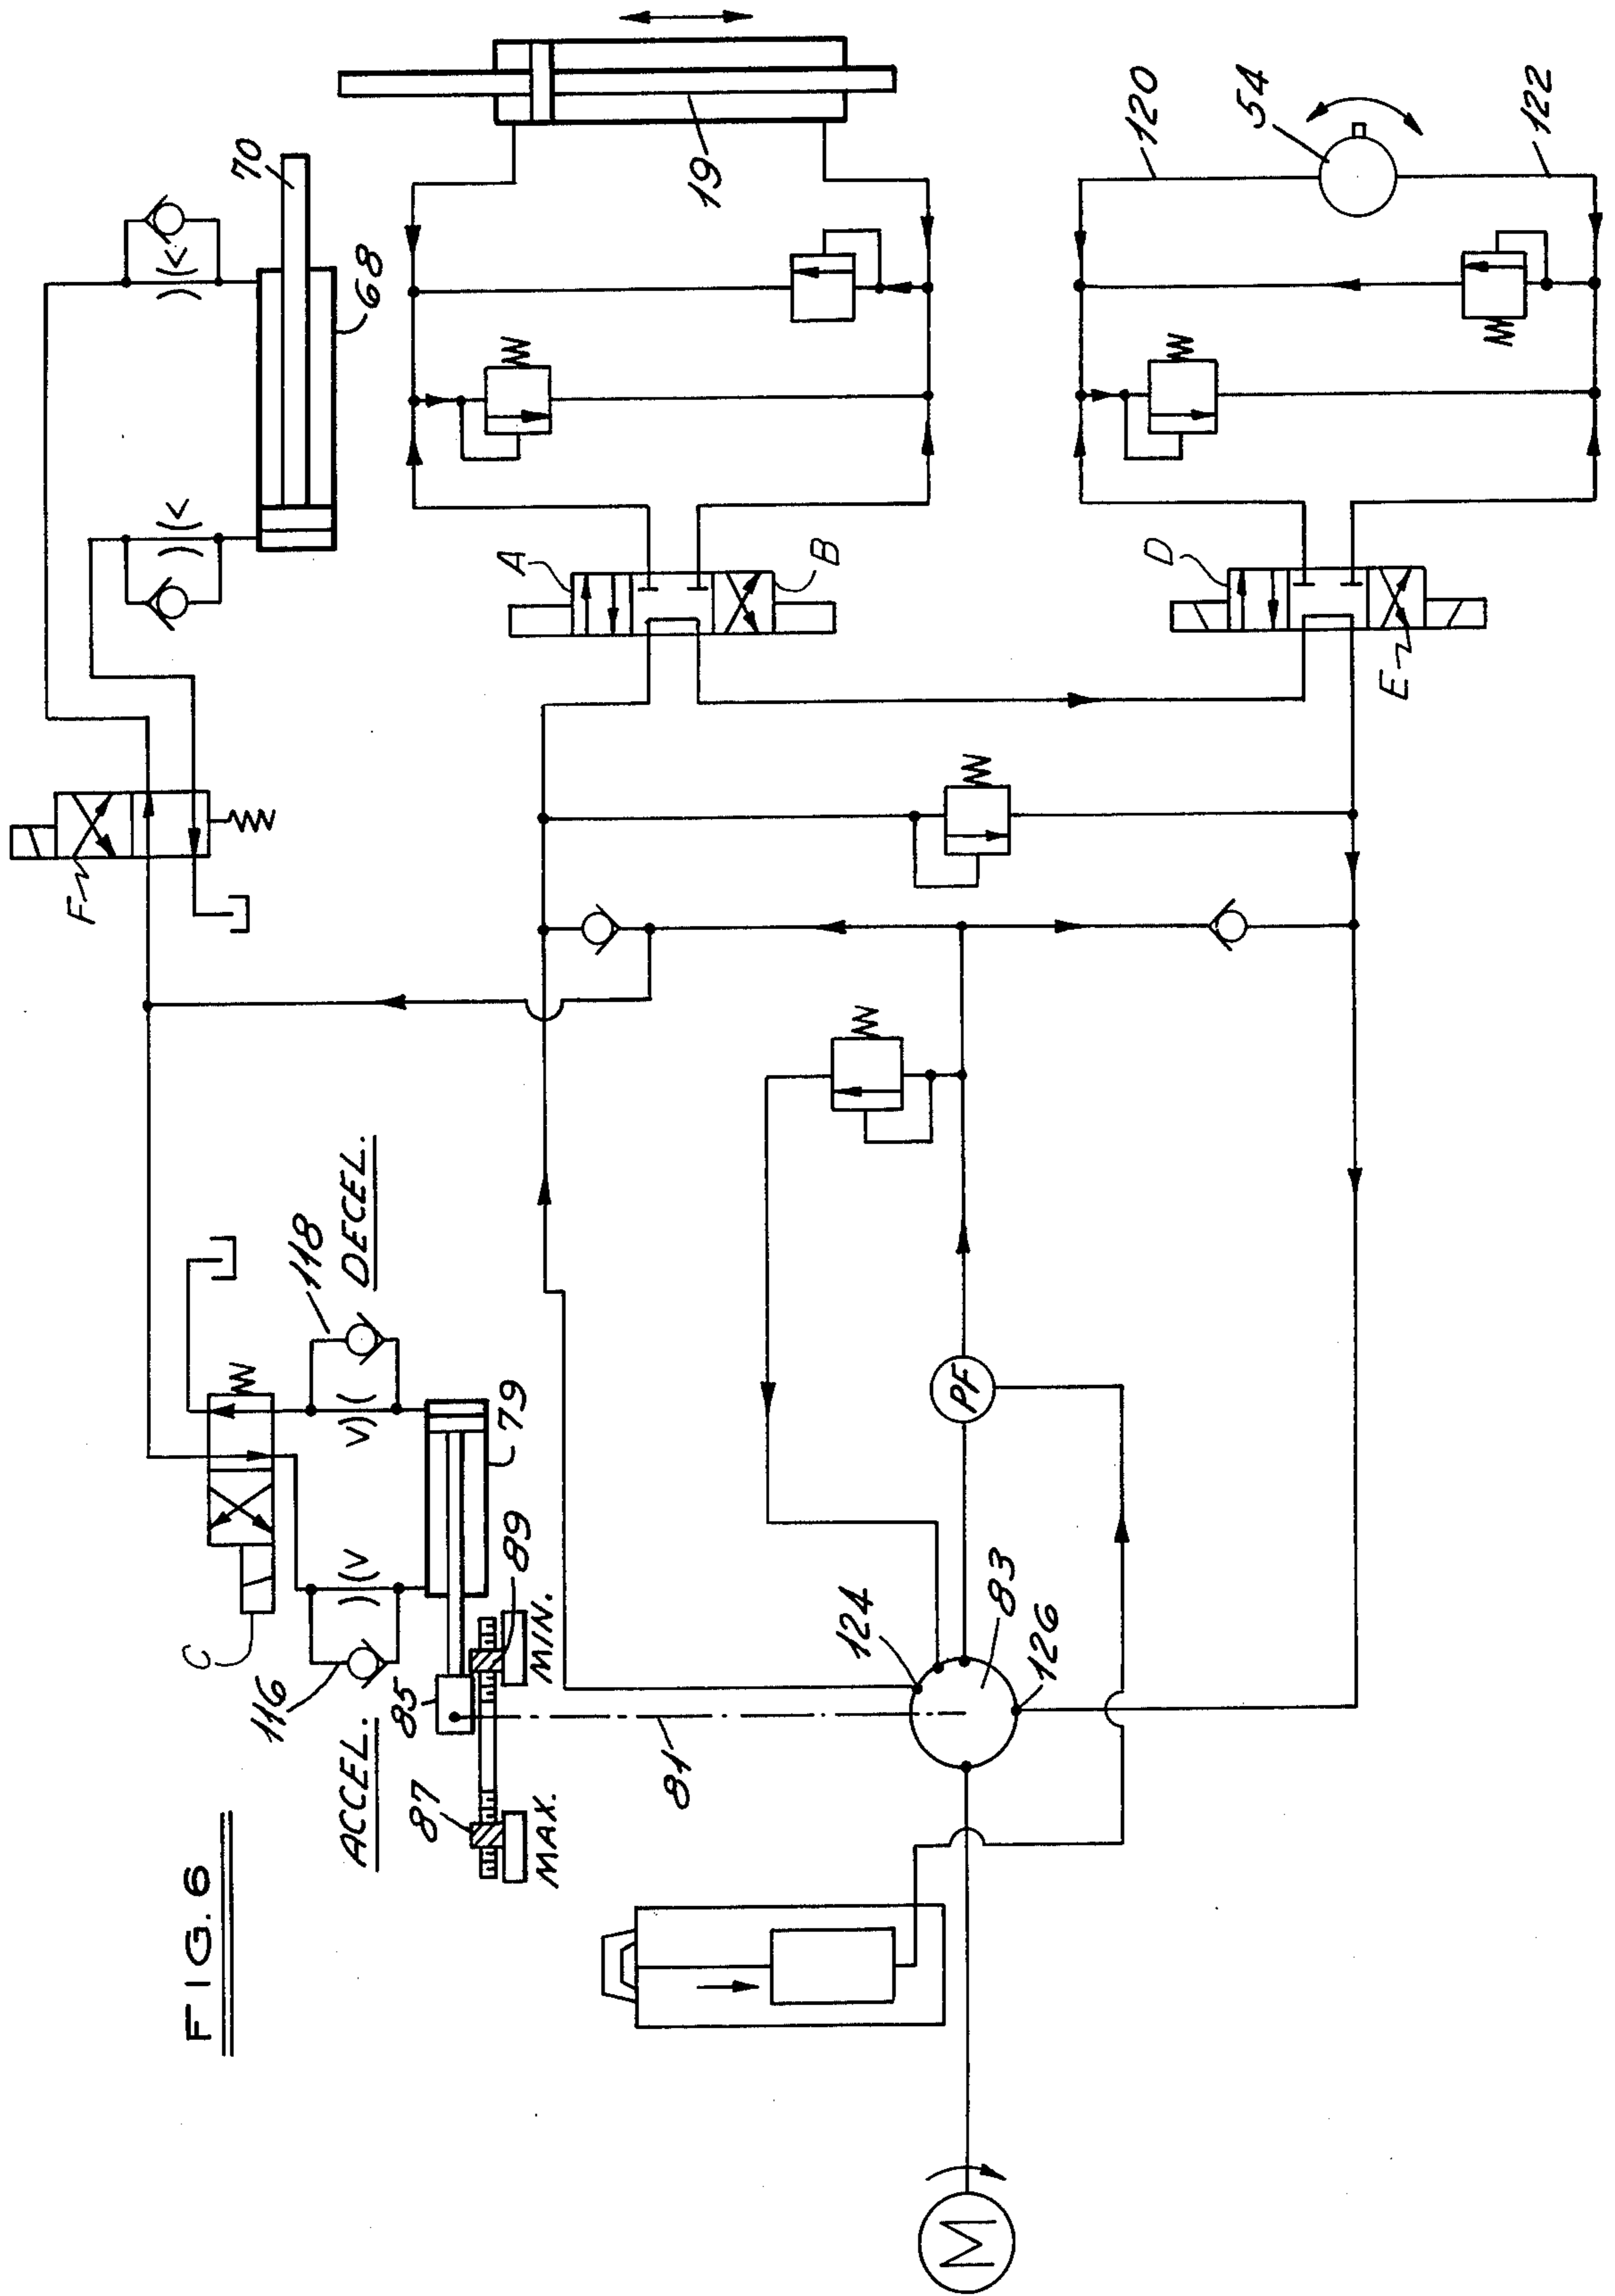 FIG. 6
ACCEL.
116
C
118
DECEL.
85
87
MAX.
89
MIN.
79
81
124
83
126
PF
M
F
70
68
A
B
19
D
E
120
54
122